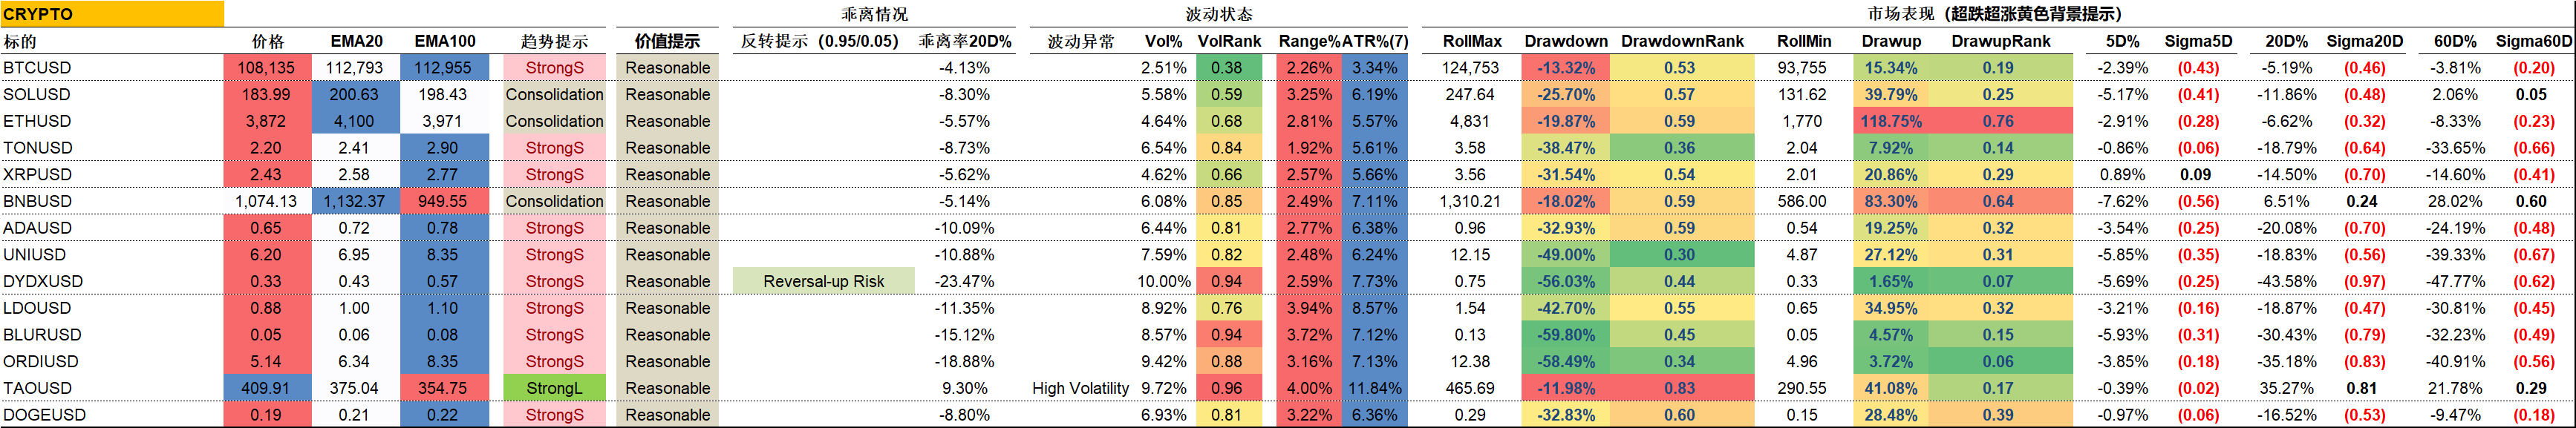 CRYPTO 乖离情况 波动状态 市场表现（超跌超涨黄色背景提示）
标的 价格 EMA20 EMA100 趋势提示 价值提示 反转提示（0.95/0.05） 乖离率20D% 波动异常 Vol% VolRank Range% ATR%(7) RollMax Drawdown DrawdownRank RollMin Drawup DrawupRank 5D% Sigma5D 20D% Sigma20D 60D% Sigma60D
BTCUSD 108,135 112,793 112,955 StrongS Reasonable -4.13% 2.51% 0.38 2.26% 3.34% 124,753 -13.32% 0.53 93,755 15.34% 0.19 -2.39% (0.43) -5.19% (0.46) -3.81% (0.20)
SOLUSD 183.99 200.63 198.43 Consolidation Reasonable -8.30% 5.58% 0.59 3.25% 6.19% 247.64 -25.70% 0.57 131.62 39.79% 0.25 -5.17% (0.41) -11.86% (0.48) 2.06% 0.05
ETHUSD 3,872 4,100 3,971 Consolidation Reasonable -5.57% 4.64% 0.68 2.81% 5.57% 4,831 -19.87% 0.59 1,770 118.75% 0.76 -2.91% (0.28) -6.62% (0.32) -8.33% (0.23)
TONUSD 2.20 2.41 2.90 StrongS Reasonable -8.73% 6.54% 0.84 1.92% 5.61% 3.58 -38.47% 0.36 2.04 7.92% 0.14 -0.86% (0.06) -18.79% (0.64) -33.65% (0.66)
XRPUSD 2.43 2.58 2.77 StrongS Reasonable -5.62% 4.62% 0.66 2.57% 5.66% 3.56 -31.54% 0.54 2.01 20.86% 0.29 0.89% 0.09 -14.50% (0.70) -14.60% (0.41)
BNBUSD 1,074.13 1,132.37 949.55 Consolidation Reasonable -5.14% 6.08% 0.85 2.49% 7.11% 1,310.21 -18.02% 0.59 586.00 83.30% 0.64 -7.62% (0.56) 6.51% 0.24 28.02% 0.60
ADAUSD 0.65 0.72 0.78 StrongS Reasonable -10.09% 6.44% 0.81 2.77% 6.38% 0.96 -32.93% 0.59 0.54 19.25% 0.32 -3.54% (0.25) -20.08% (0.70) -24.19% (0.48)
UNIUSD 6.20 6.95 8.35 StrongS Reasonable -10.88% 7.59% 0.82 2.48% 6.24% 12.15 -49.00% 0.30 4.87 27.12% 0.31 -5.85% (0.35) -18.83% (0.56) -39.33% (0.67)
DYDXUSD 0.33 0.43 0.57 StrongS Reasonable Reversal-up Risk -23.47% 10.00% 0.94 2.59% 7.73% 0.75 -56.03% 0.44 0.33 1.65% 0.07 -5.69% (0.25) -43.58% (0.97) -47.77% (0.62)
LDOUSD 0.88 1.00 1.10 StrongS Reasonable -11.35% 8.92% 0.76 3.94% 8.57% 1.54 -42.70% 0.55 0.65 34.95% 0.32 -3.21% (0.16) -18.87% (0.47) -30.81% (0.45)
BLURUSD 0.05 0.06 0.08 StrongS Reasonable -15.12% 8.57% 0.94 3.72% 7.12% 0.13 -59.80% 0.45 0.05 4.57% 0.15 -5.93% (0.31) -30.43% (0.79) -32.23% (0.49)
ORDIUSD 5.14 6.34 8.35 StrongS Reasonable -18.88% 9.42% 0.88 3.16% 7.13% 12.38 -58.49% 0.34 4.96 3.72% 0.06 -3.85% (0.18) -35.18% (0.83) -40.91% (0.56)
TAOUSD 409.91 375.04 354.75 StrongL Reasonable 9.30% High Volatility 9.72% 0.96 4.00% 11.84% 465.69 -11.98% 0.83 290.55 41.08% 0.17 -0.39% (0.02) 35.27% 0.81 21.78% 0.29
DOGEUSD 0.19 0.21 0.22 StrongS Reasonable -8.80% 6.93% 0.81 3.22% 6.36% 0.29 -32.83% 0.60 0.15 28.48% 0.39 -0.97% (0.06) -16.52% (0.53) -9.47% (0.18)